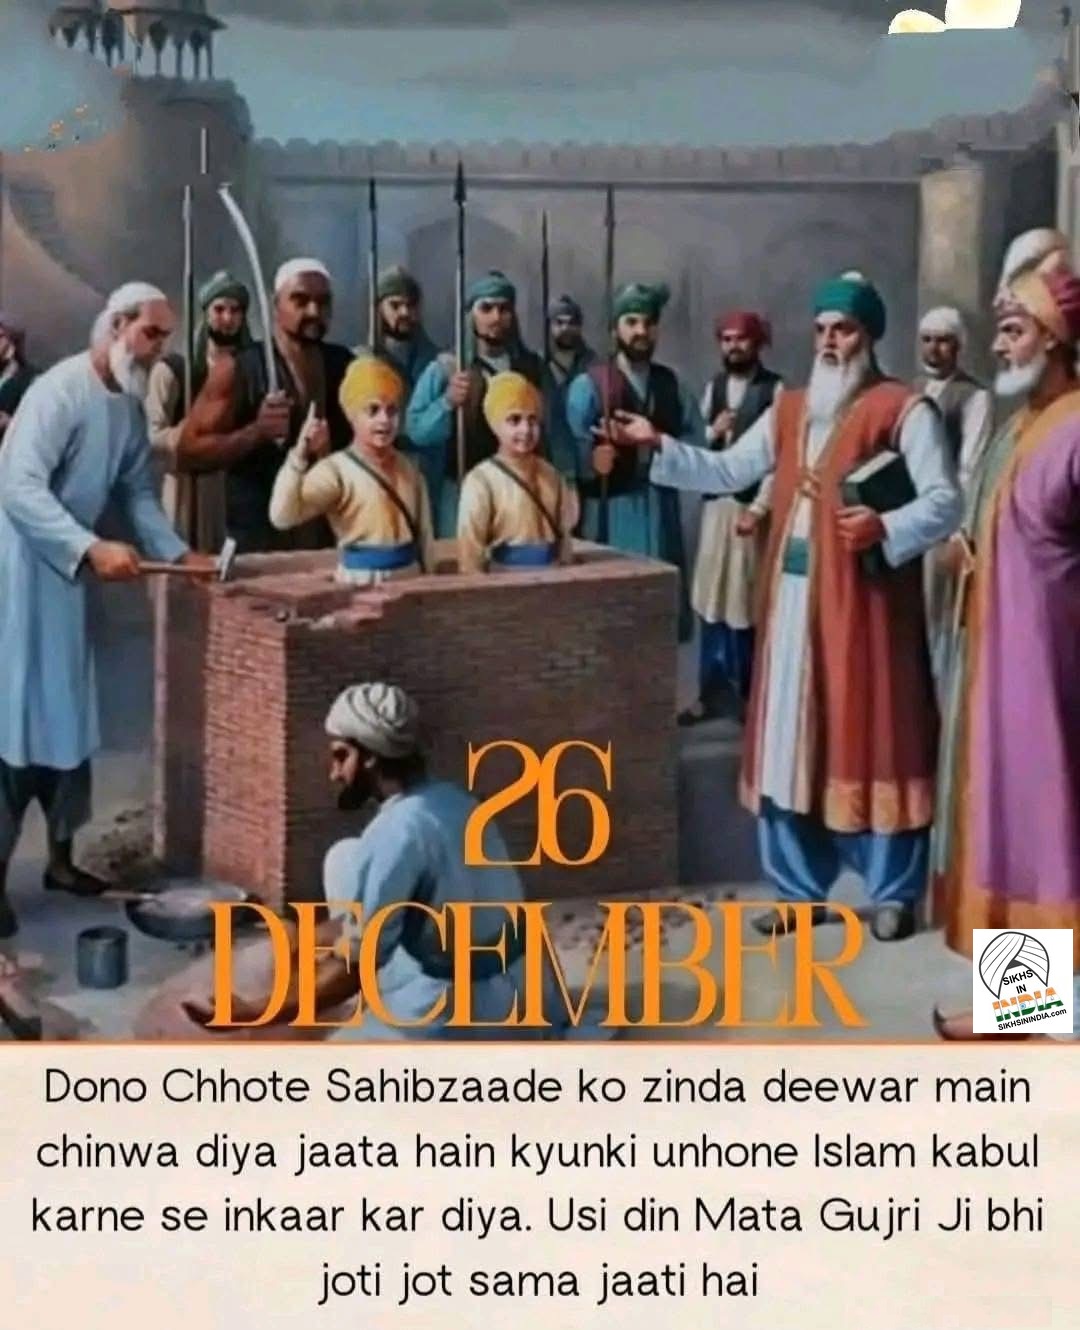 26
DECEMBER
SIKHS
IN
INDIA
SIKHSININDIA.com
Dono Chhote Sahibzaade ko zinda deewar main
chinwa diya jaata hain kyunki unhone Islam kabul
karne se inkaar kar diya. Usi din Mata Gujri Ji bhi
joti jot sama jaati hai